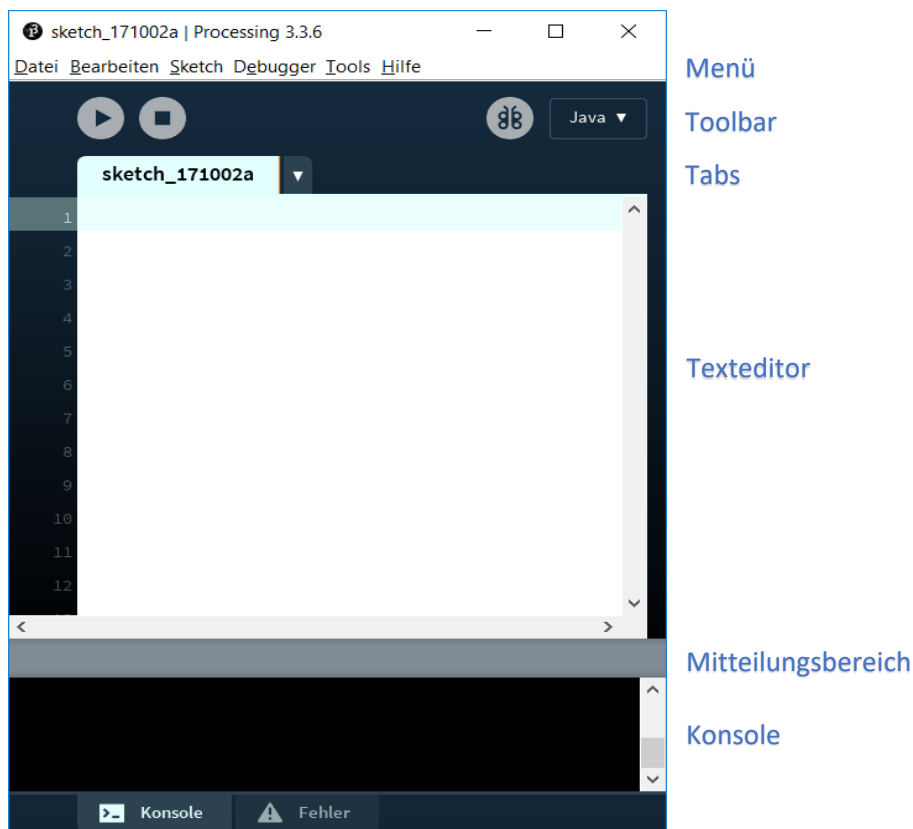 sketch_171002a | Processing 3.3.6
Datei Bearbeiten Sketch Debugger Tools Hilfe
Menü
Java ▼
Toolbar
sketch_171002a ▼
Tabs
1
2
3
4
5
6
7
8
9
10
11
12
Texteditor
Mitteilungsbereich
Konsole
Konsole Fehler